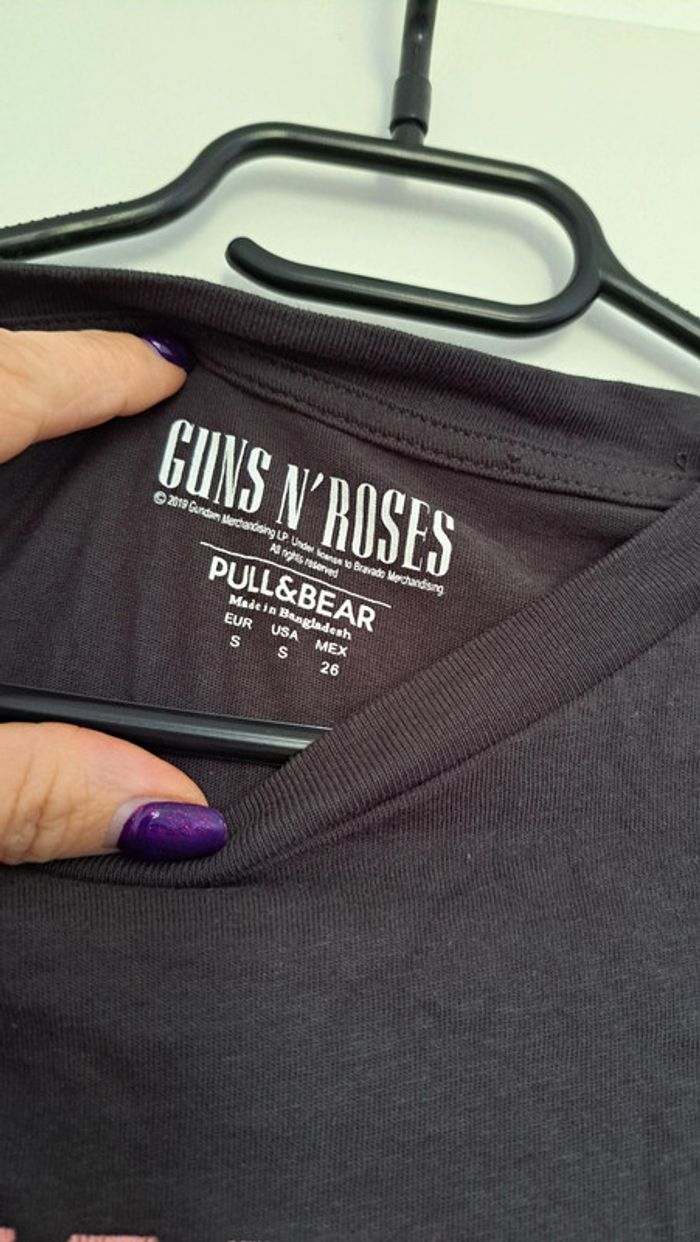 GUNS N' ROSES
© 2019 Gundam Merchandising LP. Under license to Bravado Merchandising.
All rights reserved
PULL&BEAR
Made in Bangladesh
EUR USA MEX
S S 26